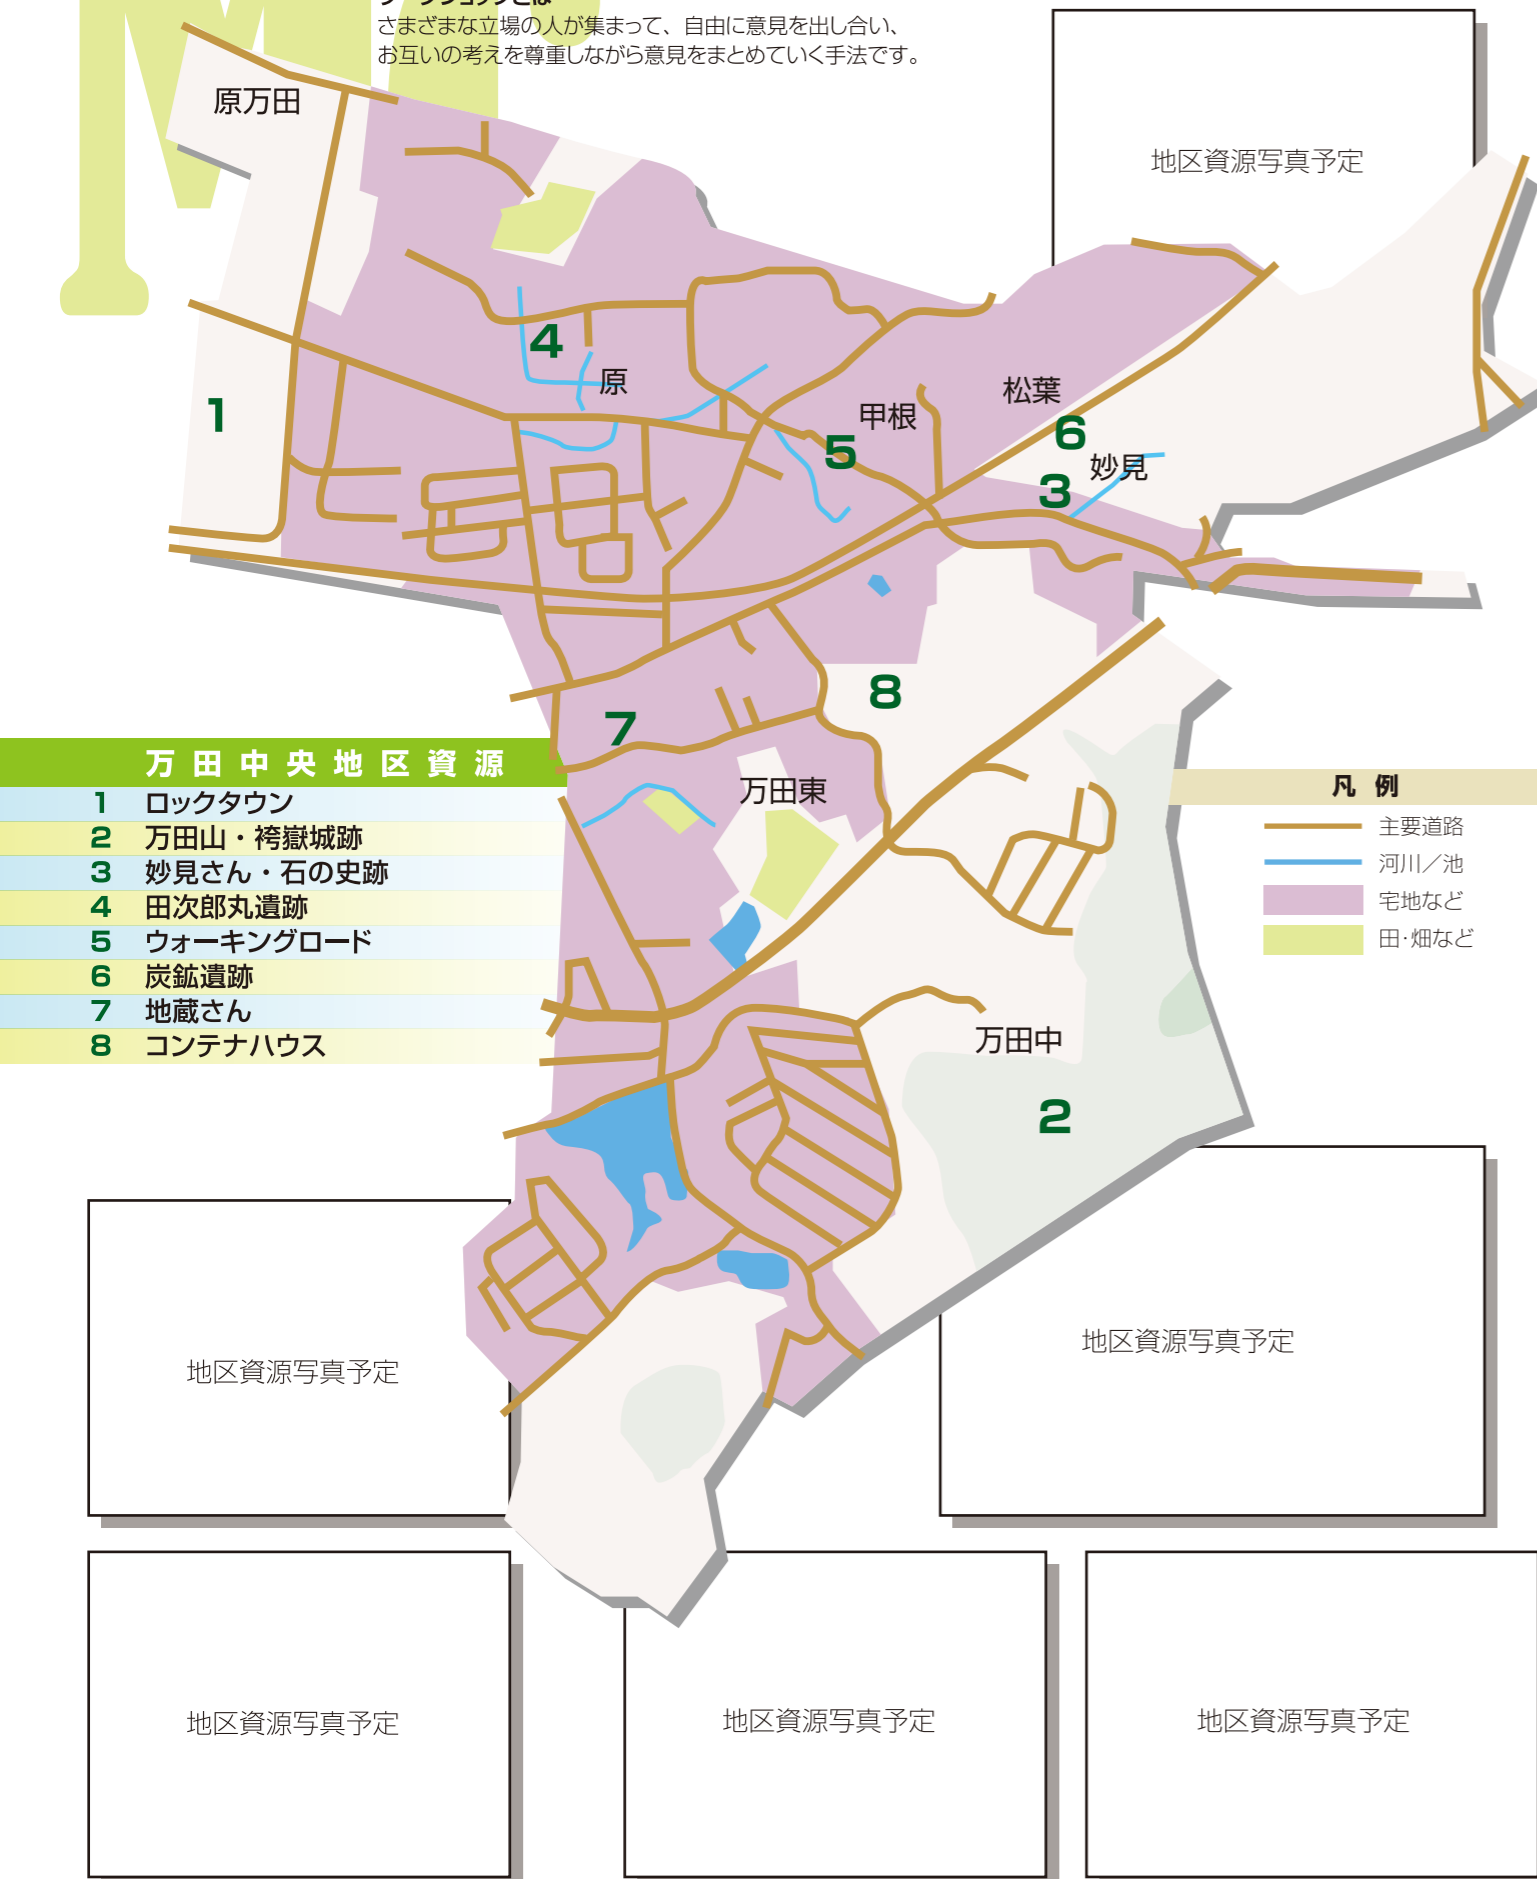 さまざまな立場の人が集まって、自由に意見を出し合い、
お互いの考えを尊重しながら意見をまとめていく手法です。
原万田
地区資源写真予定
4
原
1
松葉
甲根
6
5
妙見
3
8
7
万田東
万田中央地区資源
1 ロックタウン
2 万田山・袴嶽城跡
3 妙見さん・石の史跡
4 田次郎丸遺跡
5 ウォーキングロード
6 炭鉱遺跡
7 地蔵さん
8 コンテナハウス
凡例
主要道路
河川／池
宅地など
田・畑など
万田中
2
地区資源写真予定
地区資源写真予定
地区資源写真予定
地区資源写真予定
地区資源写真予定